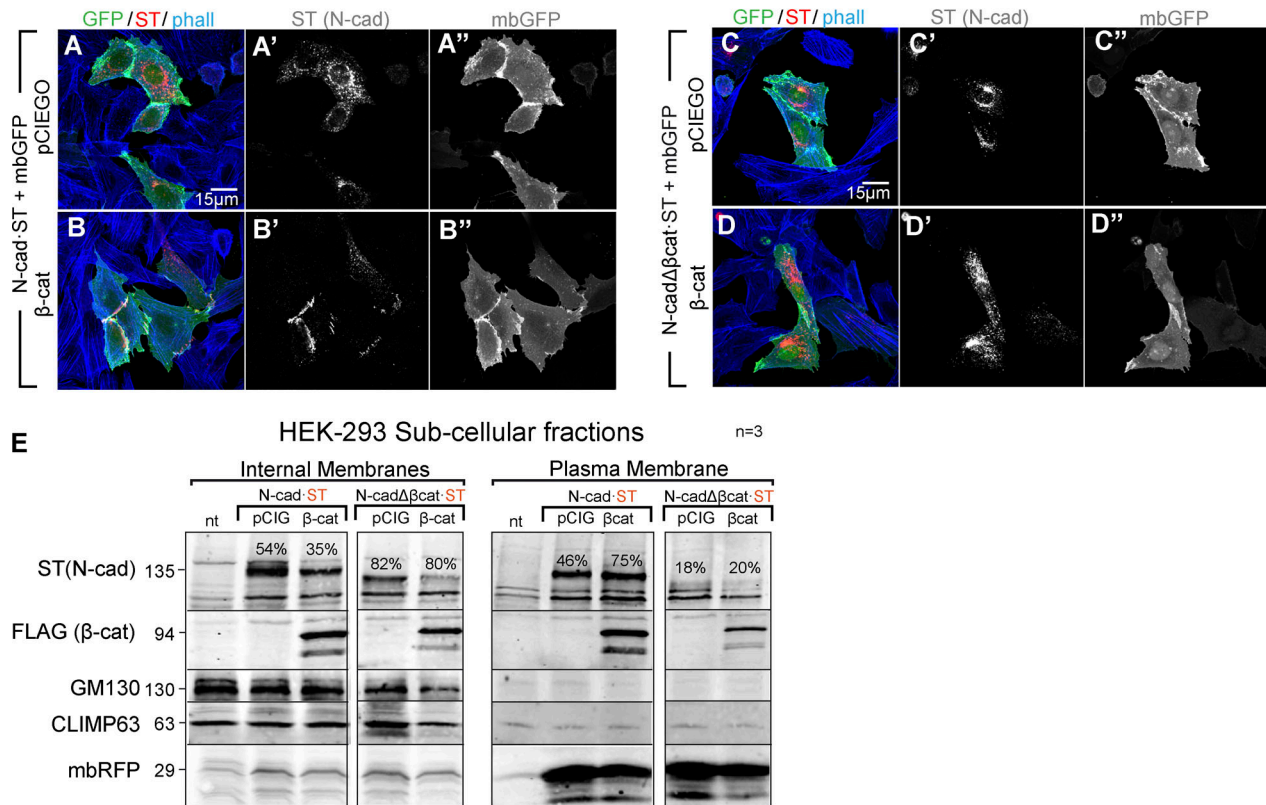 GFP / ST / phall
ST (N-cad)
mbGFP
N-cad·ST + mbGFP
pCIEGO
β-cat
A
A'
A"
15µm
B
B'
B"
GFP / ST / phall
ST (N-cad)
mbGFP
N-cadΔβcat·ST + mbGFP
pCIEGO
β-cat
C
C'
C"
15µm
D
D'
D"
E
HEK-293 Sub-cellular fractions
n=3
Internal Membranes
Plasma Membrane
N-cad·ST
N-cadΔβcat·ST
N-cad·ST
N-cadΔβcat·ST
nt pCIG β-cat pCIG β-cat
nt pCIG βcat pCIG βcat
54% 35% 82% 80%
46% 75% 18% 20%
ST(N-cad) 135
FLAG (β-cat) 94
GM130 130
CLIMP63 63
mbRFP 29